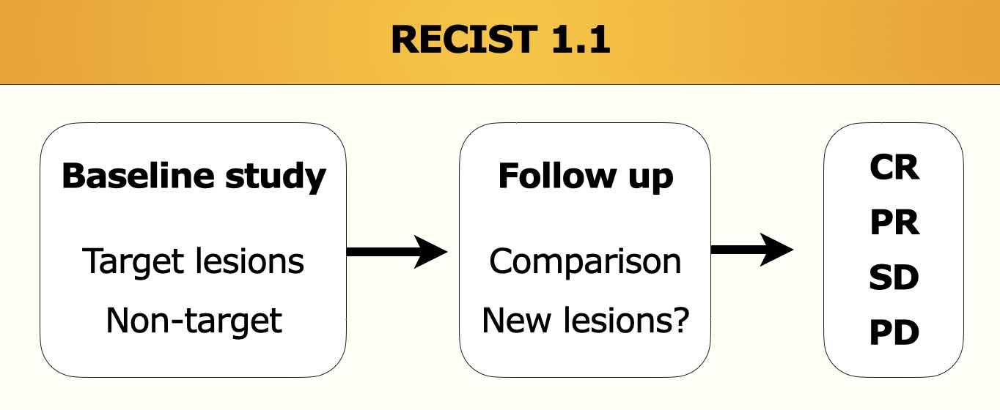 RECIST 1.1
Baseline study
Target lesions
Non-target
Follow up
Comparison
New lesions?
CR
PR
SD
PD